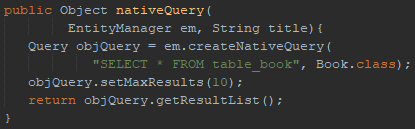 public Object nativeQuery(
EntityManager em, String title){
Query objQuery = em.createNativeQuery(
"SELECT * FROM table_book", Book.class);
objQuery.setMaxResults(10);
return objQuery.getResultList();
}